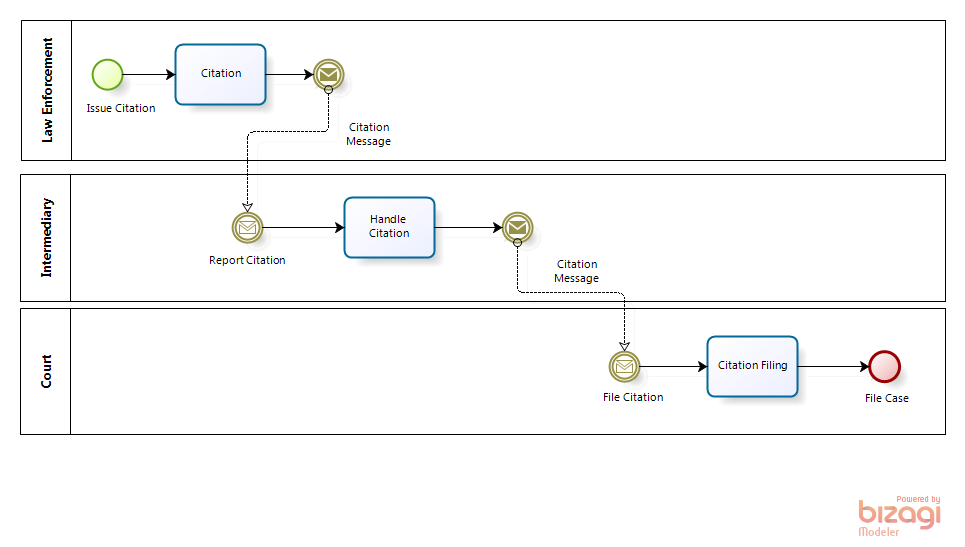 Law Enforcement
Issue Citation
Citation
Citation
Message
Intermediary
Report Citation
Handle
Citation
Citation
Message
Court
File Citation
Citation Filing
File Case
Powered by
bizagi
Modeler